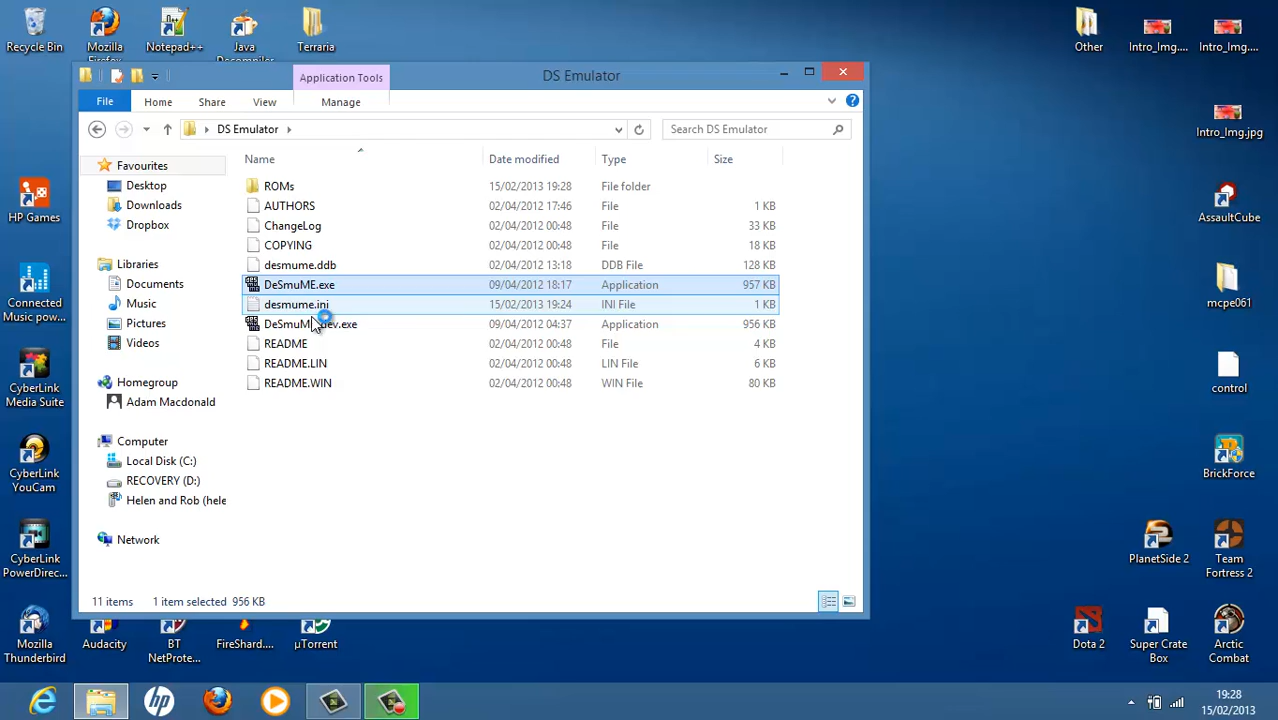 Recycle Bin
Mozilla
Firefox
Notepad++
Java
Decompiler
Terraria
Other
Intro_Img....
Intro_Img....
Application Tools
DS Emulator
File
Home
Share
View
Manage
DS Emulator
Search DS Emulator
Name
Date modified
Type
Size
Favourites
Desktop
Downloads
Dropbox
Libraries
Documents
Music
Pictures
Videos
Homegroup
Adam Macdonald
Computer
Local Disk (C:)
RECOVERY (D:)
Helen and Rob (hele
Network
ROMs 15/02/2013 19:28 File folder
AUTHORS 02/04/2012 17:46 File 1 KB
ChangeLog 02/04/2012 00:48 File 33 KB
COPYING 02/04/2012 00:48 File 18 KB
desmume.ddb 02/04/2012 13:18 DDB File 128 KB
DeSmuME.exe 09/04/2012 18:17 Application 957 KB
desmume.ini 15/02/2013 19:24 INI File 1 KB
DeSmuM dev.exe 09/04/2012 04:37 Application 956 KB
README 02/04/2012 00:48 File 4 KB
README.LIN 02/04/2012 00:48 LIN File 6 KB
README.WIN 02/04/2012 00:48 WIN File 80 KB
11 items 1 item selected 956 KB
HP Games
Connected
Music pow...
CyberLink
Media Suite
CyberLink
YouCam
CyberLink
PowerDirec...
Mozilla
Thunderbird
Audacity
BT
NetProte...
FireShard....
µTorrent
Intro_Img.jpg
AssaultCube
mcpe061
control
BrickForce
PlanetSide 2
Team
Fortress 2
Dota 2
Super Crate
Box
Arctic
Combat
19:28
15/02/2013